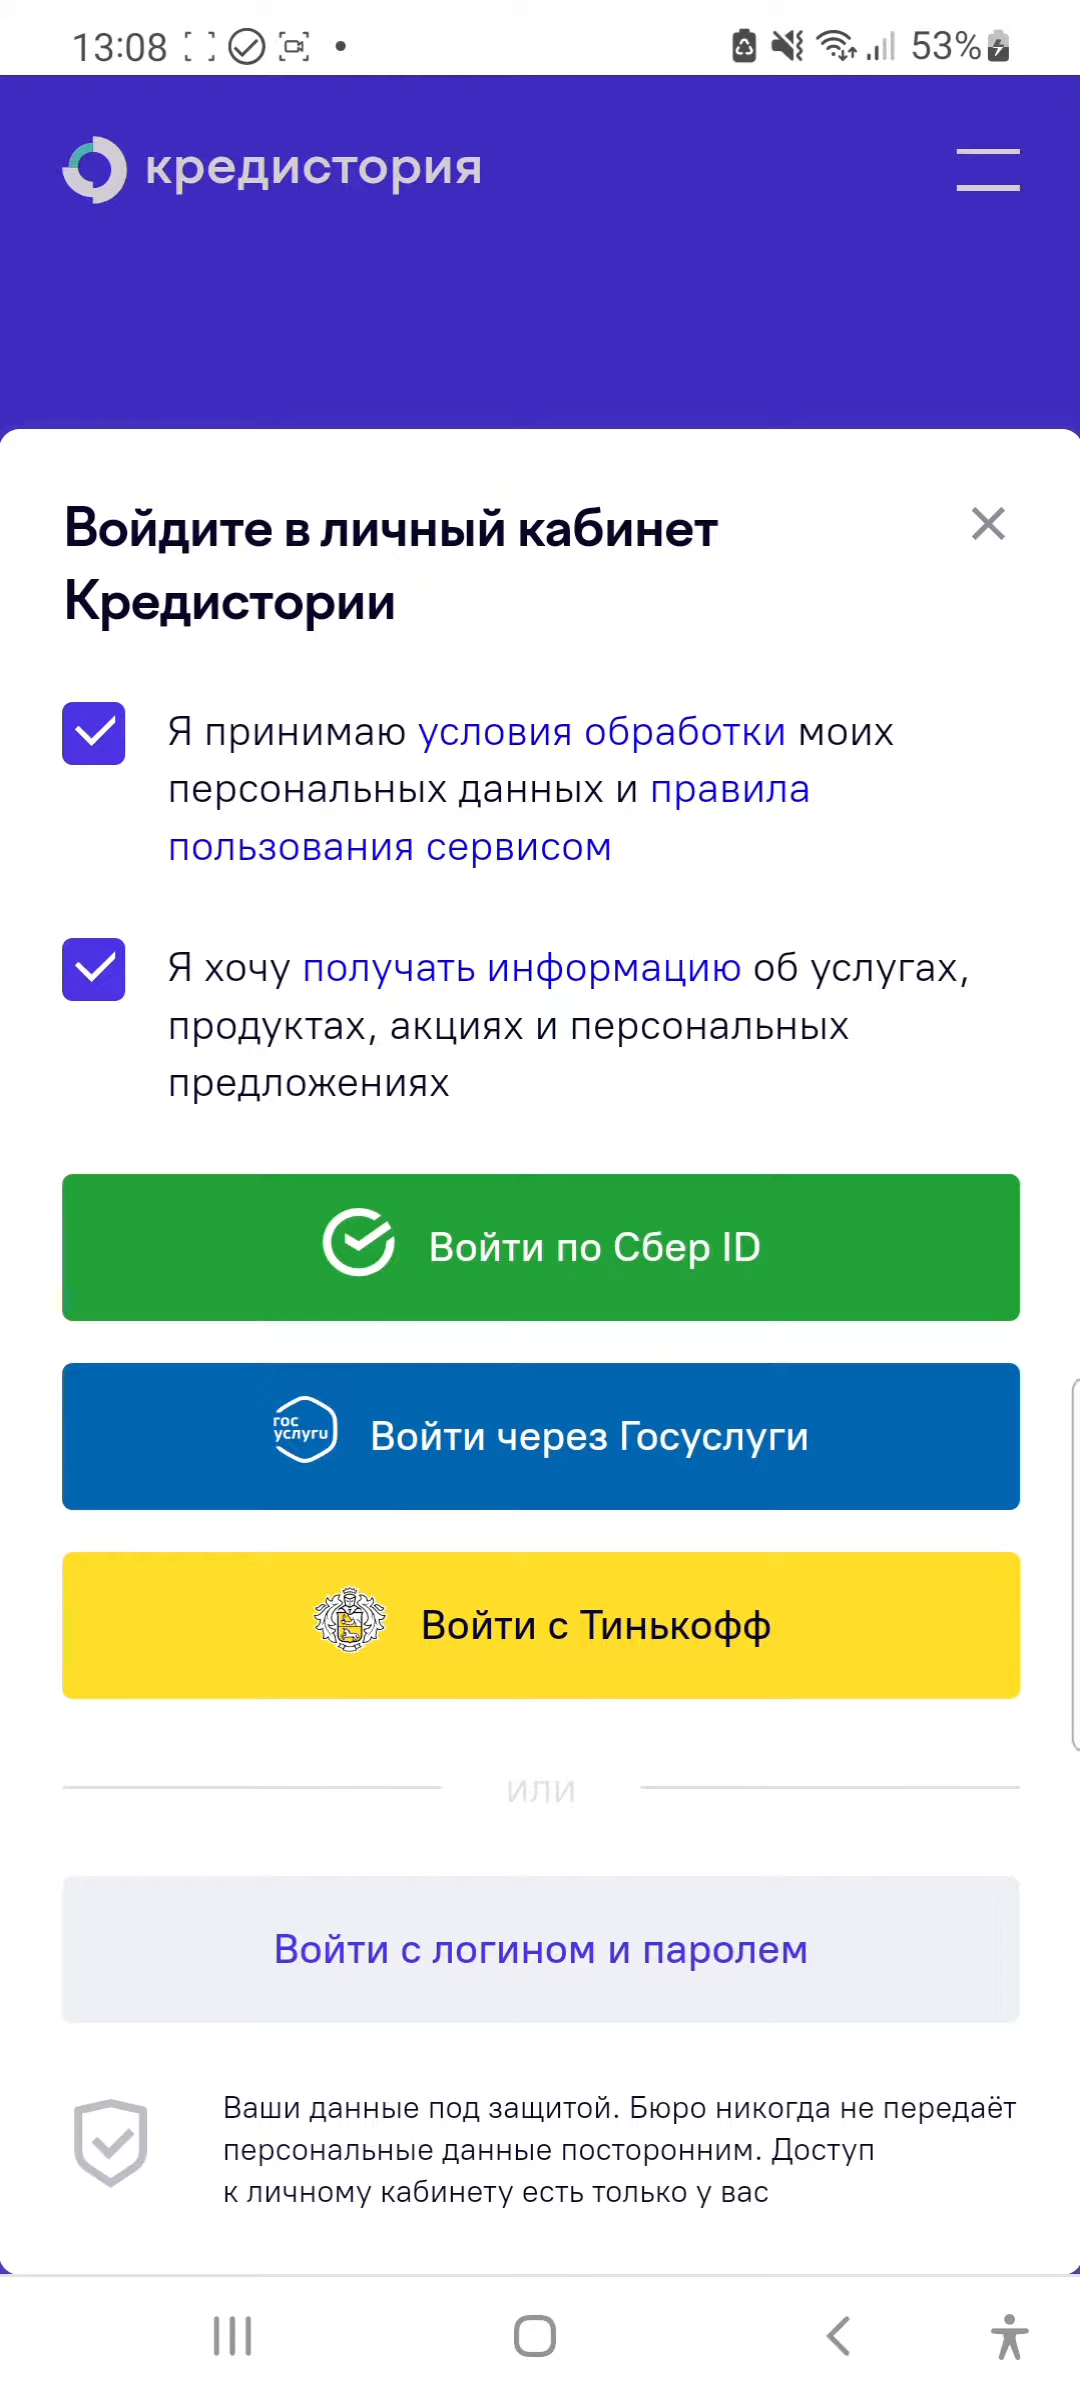 13:08
53%
кредистория
Войдите в личный кабинет
Кредистории
Я принимаю условия обработки моих
персональных данных и правила
пользования сервисом
Я хочу получать информацию об услугах,
продуктах, акциях и персональных
предложениях
Войти по Сбер ID
гос
услуги
Войти через Госуслуги
Войти с Тинькофф
или
Войти с логином и паролем
Ваши данные под защитой. Бюро никогда не передаёт
персональные данные посторонним. Доступ
к личному кабинету есть только у вас